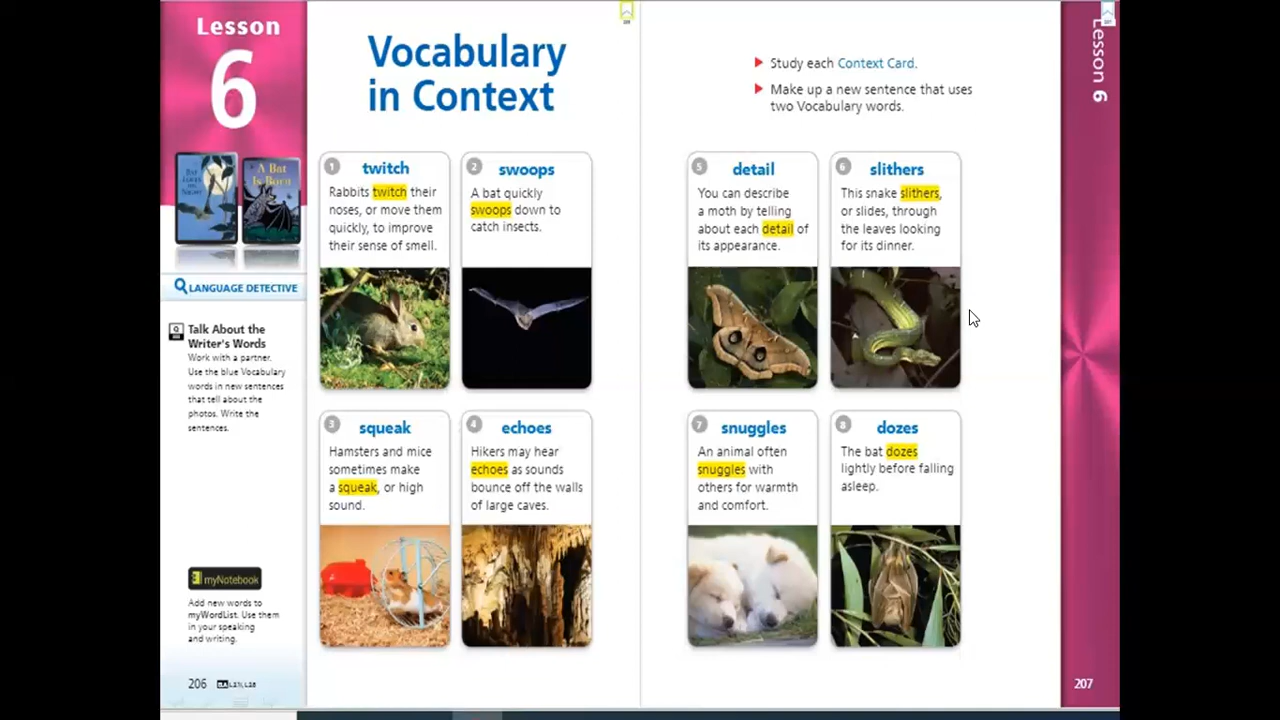 Lesson
6
BAT LOVES the NIGHT
A Bat
Is Born
LANGUAGE DETECTIVE
Talk About the
Writer's Words
Work with a partner.
Use the blue Vocabulary
words in new sentences
that tell about the
photos. Write the
sentences.
myNotebook
Add new words to
myWordList. Use them
in your speaking
and writing.
206
Vocabulary
in Context
1 twitch
Rabbits twitch their
noses, or move them
quickly, to improve
their sense of smell.
2 swoops
A bat quickly
swoops down to
catch insects.
3 squeak
Hamsters and mice
sometimes make
a squeak, or high
sound.
4 echoes
Hikers may hear
echoes as sounds
bounce off the walls
of large caves.
Study each Context Card.
Make up a new sentence that uses
two Vocabulary words.
5 detail
You can describe
a moth by telling
about each detail of
its appearance.
6 slithers
This snake slithers,
or slides, through
the leaves looking
for its dinner.
7 snuggles
An animal often
snuggles with
others for warmth
and comfort.
8 dozes
The bat dozes
lightly before falling
asleep.
Lesson 6
207